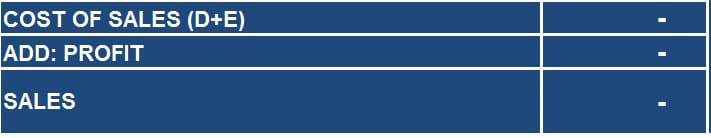 COST OF SALES (D+E) -
ADD: PROFIT -
SALES -